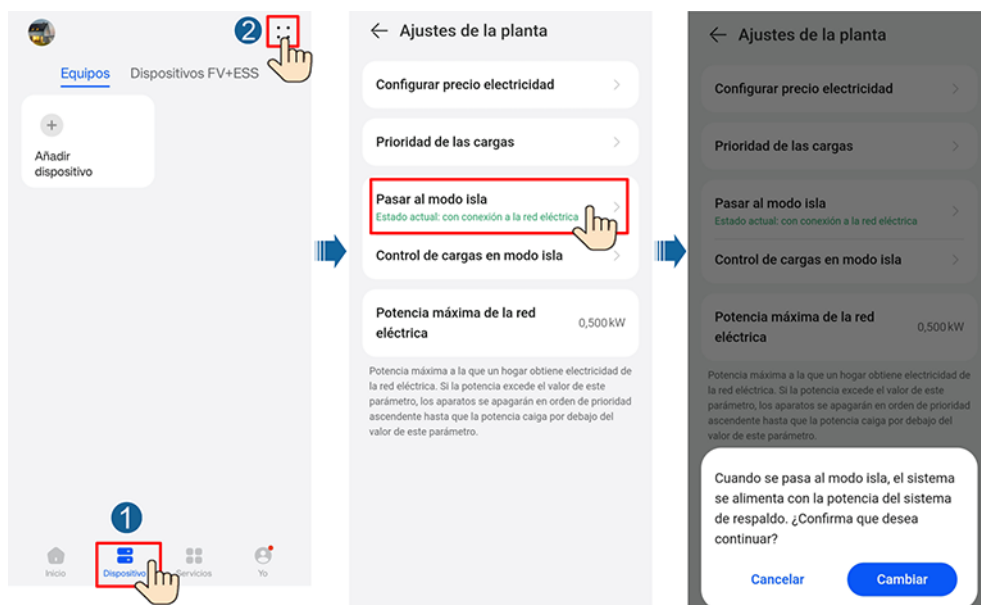 2
Equipos Dispositivos FV+ESS
Añadir
dispositivo
1
Inicio Dispositivo Servicios Yo
Ajustes de la planta
Configurar precio electricidad
Prioridad de las cargas
Pasar al modo isla
Estado actual: con conexión a la red eléctrica
Control de cargas en modo isla
Potencia máxima de la red
eléctrica
0,500 kW
Potencia máxima a la que un hogar obtiene electricidad de
la red eléctrica. Si la potencia excede el valor de este
parámetro, los aparatos se apagarán en orden de prioridad
ascendente hasta que la potencia caiga por debajo del
valor de este parámetro.
Ajustes de la planta
Configurar precio electricidad
Prioridad de las cargas
Pasar al modo isla
Estado actual: con conexión a la red eléctrica
Control de cargas en modo isla
Potencia máxima de la red
eléctrica
0,500 kW
Potencia máxima a la que un hogar obtiene electricidad de
la red eléctrica. Si la potencia excede el valor de este
parámetro, los aparatos se apagarán en orden de prioridad
ascendente hasta que la potencia caiga por debajo del
valor de este parámetro.
Cuando se pasa al modo isla, el sistema
se alimenta con la potencia del sistema
de respaldo. ¿Confirma que desea
continuar?
Cancelar Cambiar